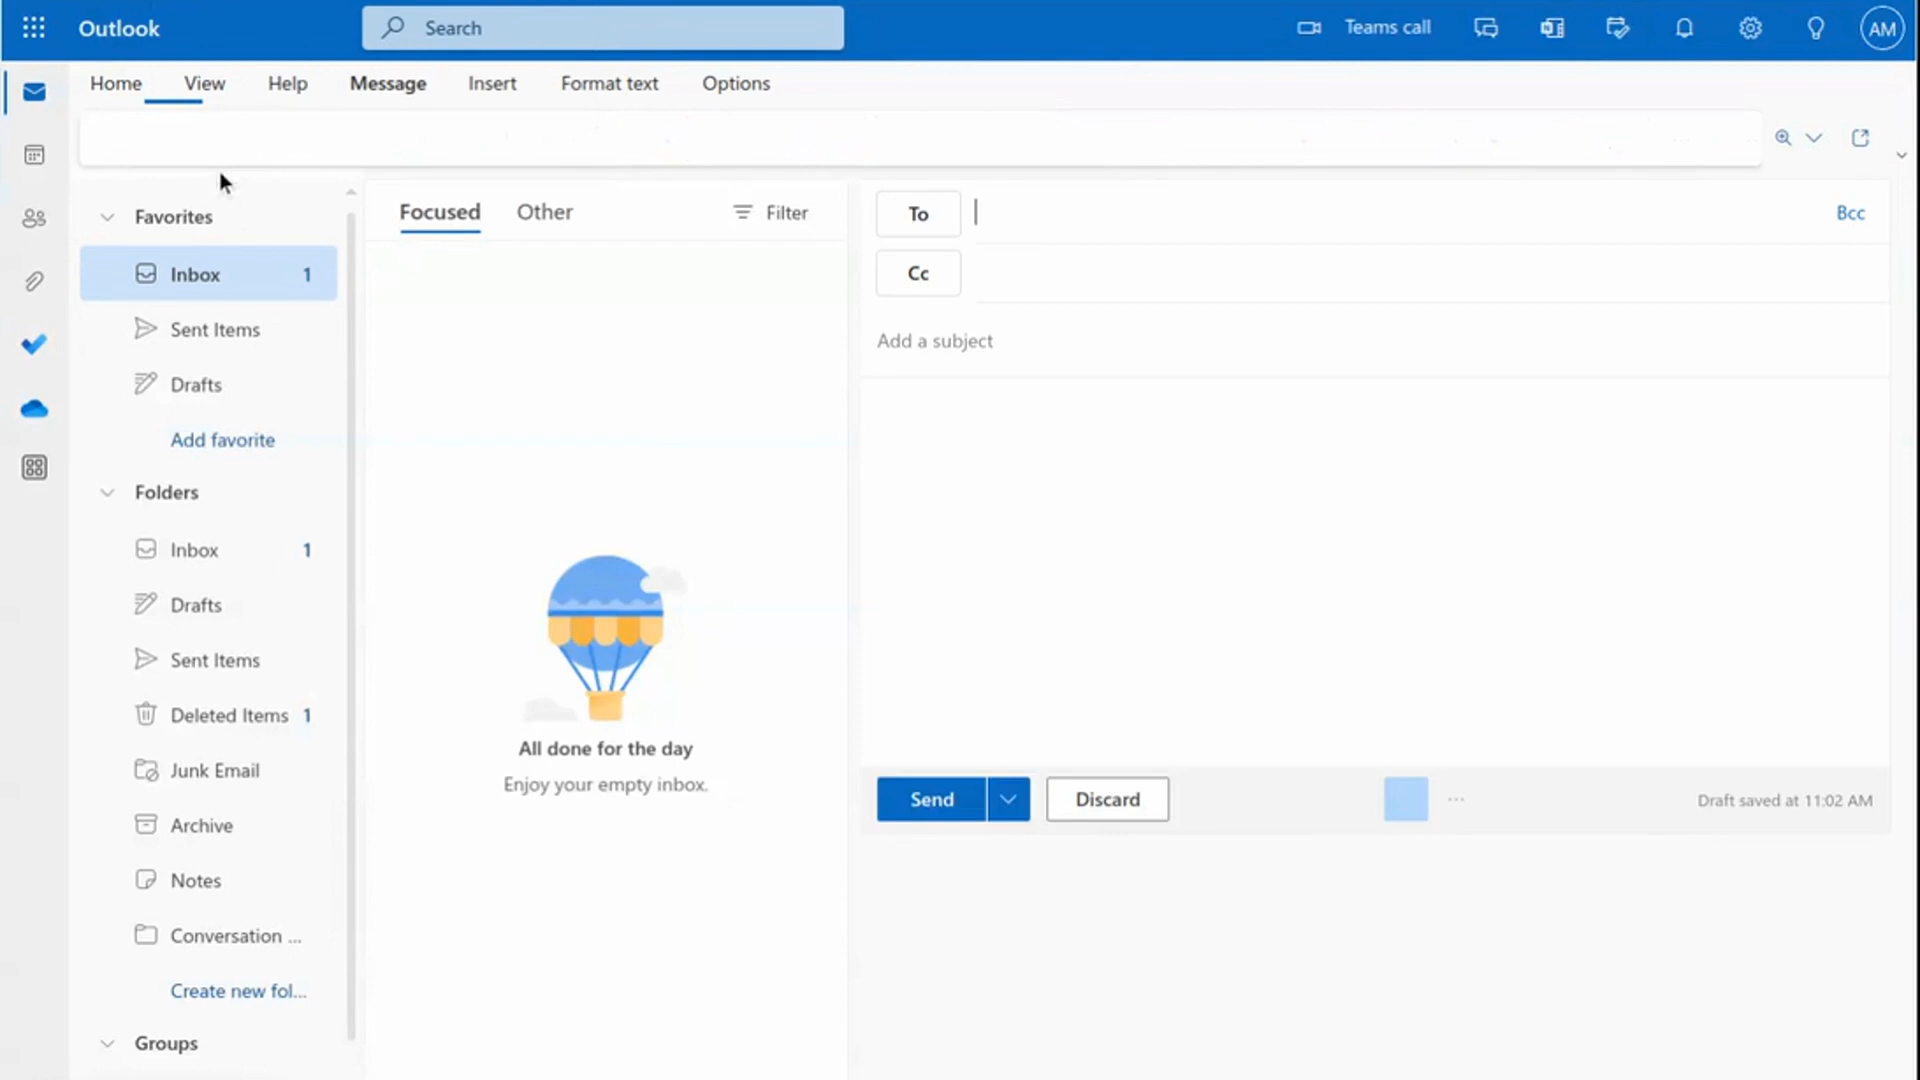 Outlook
Search
Teams call
AM
Home View Help Message Insert Format text Options
Favorites
Inbox 1
Sent Items
Drafts
Add favorite
Folders
Inbox 1
Drafts
Sent Items
Deleted Items 1
Junk Email
Archive
Notes
Conversation ...
Create new fol...
Groups
Focused Other Filter
All done for the day
Enjoy your empty inbox.
To
Bcc
Cc
Add a subject
Send
Discard
Draft saved at 11:02 AM